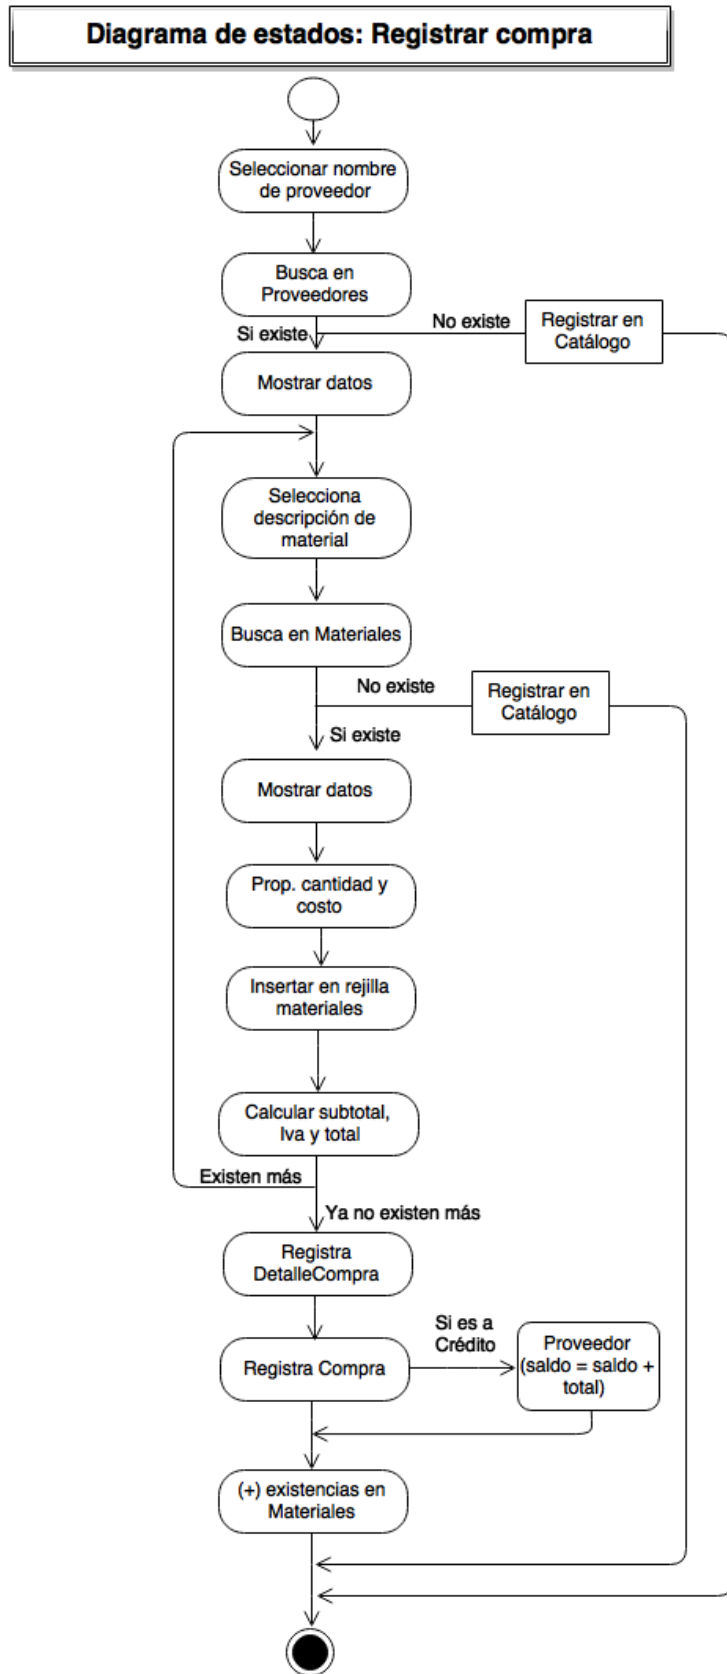 Diagrama de estados: Registrar compra
Seleccionar nombre
de proveedor
Busca en
Proveedores
Si existe
No existe
Registrar en
Catálogo
Mostrar datos
Selecciona
descripción de
material
Busca en Materiales
No existe
Registrar en
Catálogo
Si existe
Mostrar datos
Prop. cantidad y
costo
Insertar en rejilla
materiales
Calcular subtotal,
Iva y total
Existen más
Ya no existen más
Registra
DetalleCompra
Registra Compra
Si es a
Crédito
Proveedor
(saldo = saldo +
total)
(+) existencias en
Materiales